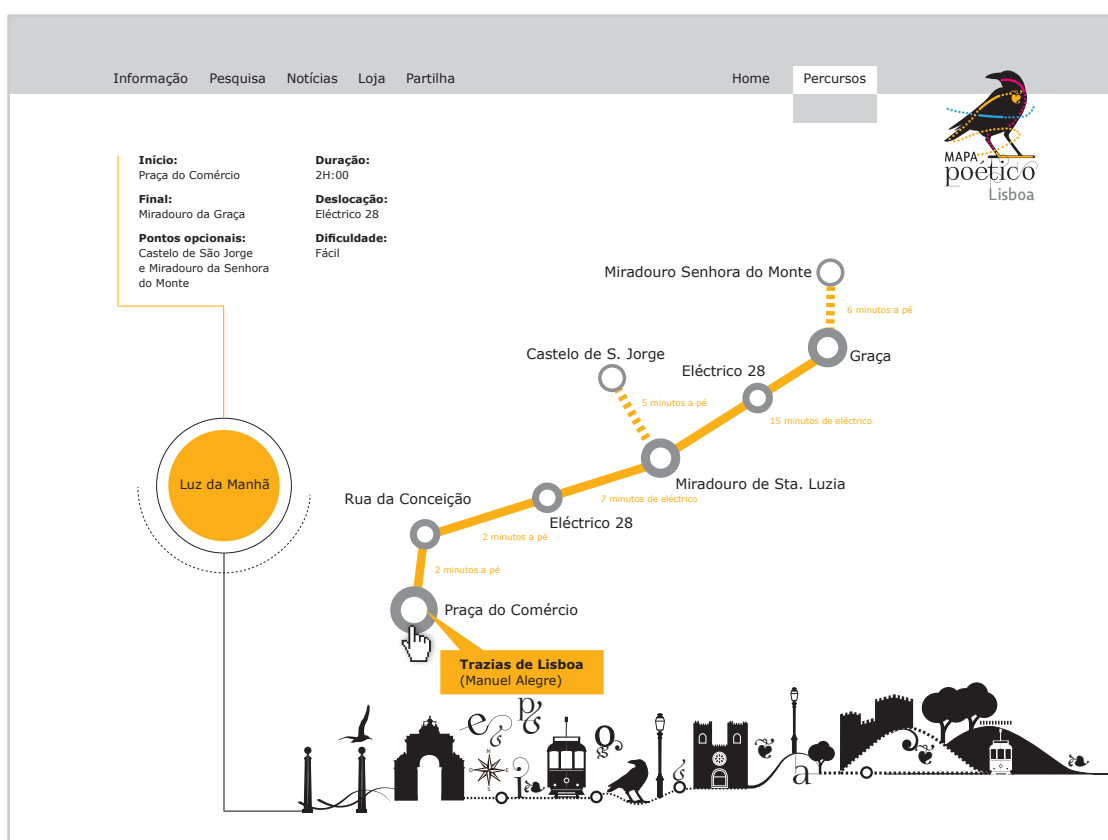 Informação Pesquisa Notícias Loja Partilha Home Percursos
MAPA
poético
Lisboa
Início:
Praça do Comércio
Final:
Miradouro da Graça
Pontos opcionais:
Castelo de São Jorge
e Miradouro da Senhora
do Monte
Duração:
2H:00
Deslocação:
Eléctrico 28
Dificuldade:
Fácil
Luz da Manhã
Miradouro Senhora do Monte
6 minutos a pé
Graça
Castelo de S. Jorge
Eléctrico 28
5 minutos a pé
15 minutos de eléctrico
Miradouro de Sta. Luzia
Rua da Conceição
7 minutos de eléctrico
Eléctrico 28
2 minutos a pé
2 minutos a pé
Praça do Comércio
Trazias de Lisboa
(Manuel Alegre)
e &
p &
i
o g,
&
a
N
O E
S